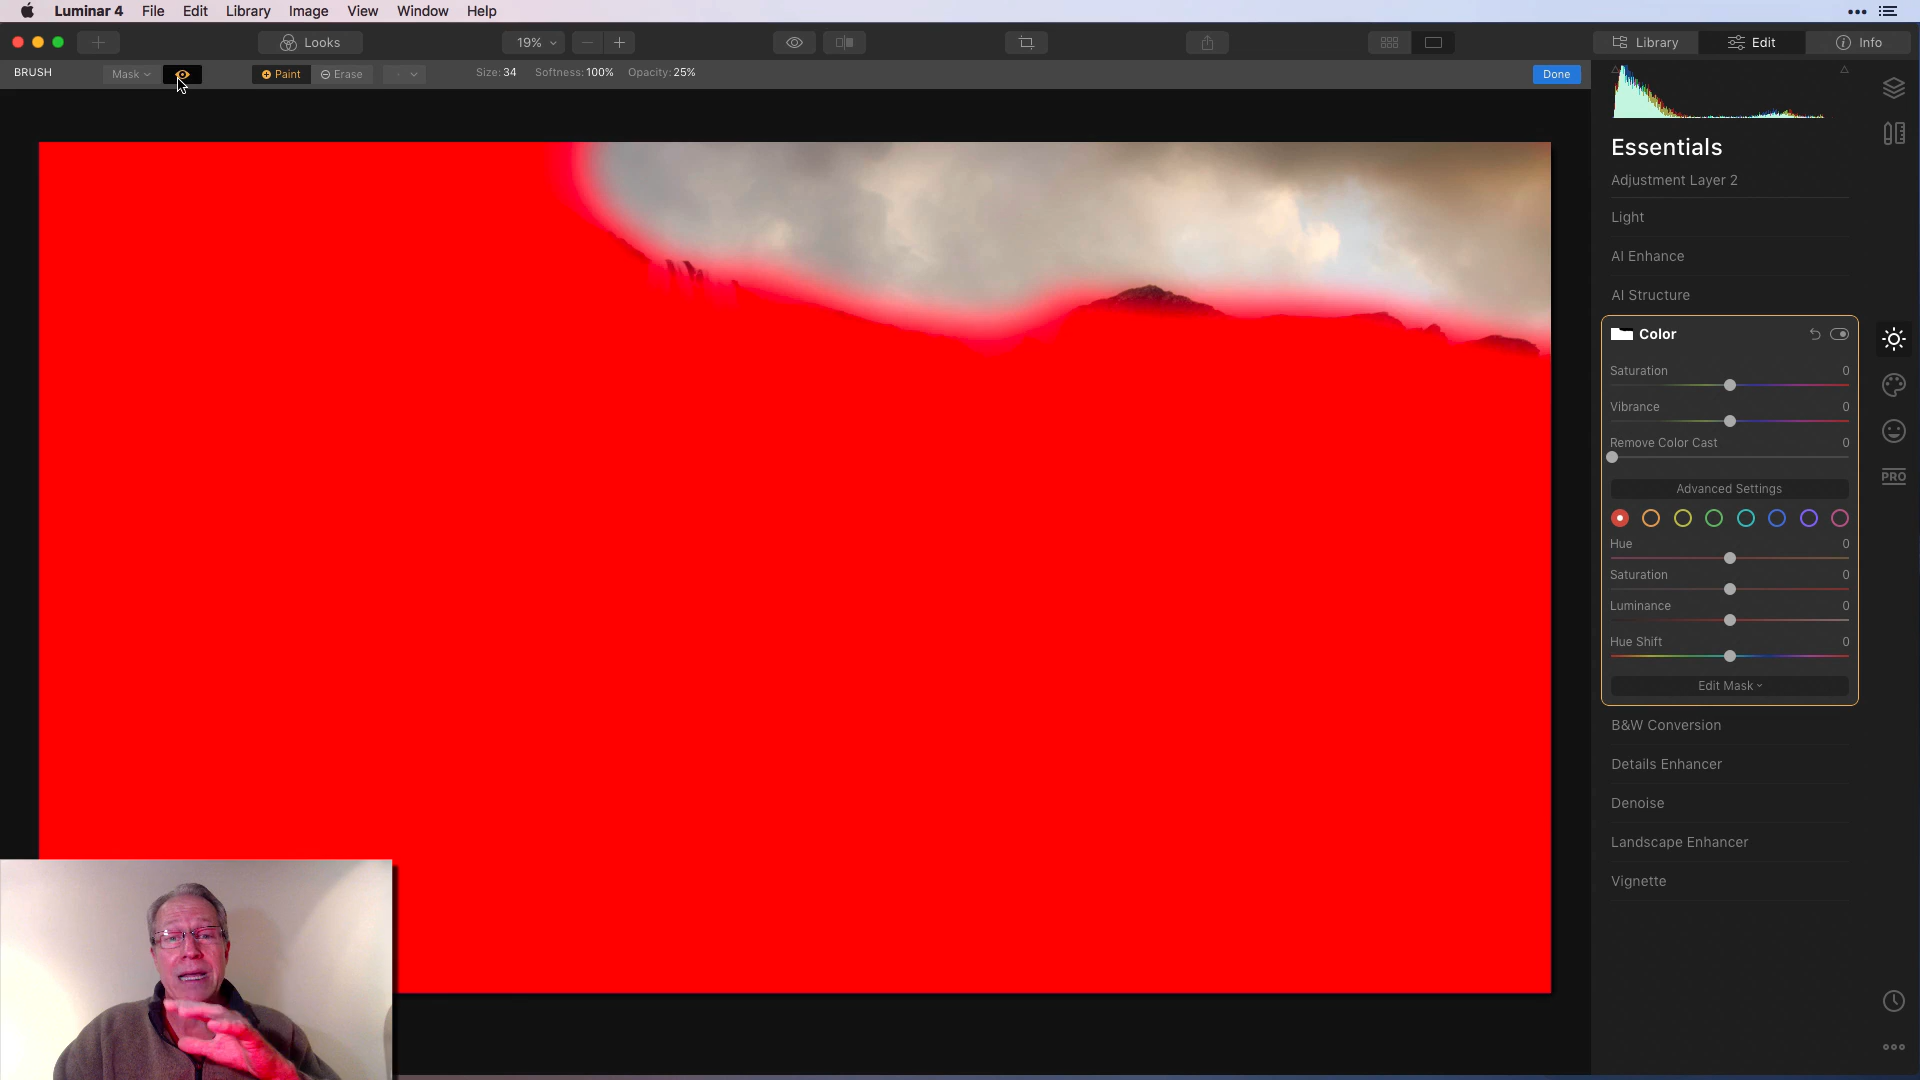 Luminar 4 File Edit Library Image View Window Help
Looks 19% Library Edit Info
BRUSH Mask Paint Erase Size: 34 Softness: 100% Opacity: 25% Done
Essentials
Adjustment Layer 2
Light
AI Enhance
AI Structure
Color
Saturation 0
Vibrance 0
Remove Color Cast 0
Advanced Settings
Hue 0
Saturation 0
Luminance 0
Hue Shift 0
Edit Mask
B&W Conversion
Details Enhancer
Denoise
Landscape Enhancer
Vignette
PRO